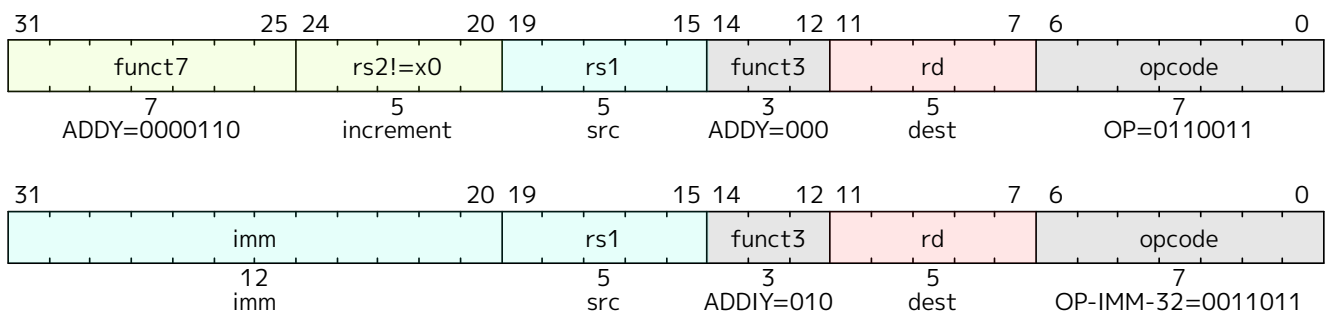 31 25 24 20 19 15 14 12 11 7 6 0
funct7 rs2!=x0 rs1 funct3 rd opcode
7 5 5 3 5 7
ADDY=0000110 increment src ADDY=000 dest OP=0110011
31 20 19 15 14 12 11 7 6 0
imm rs1 funct3 rd opcode
12 5 3 5 7
imm src ADDIY=010 dest OP-IMM-32=0011011